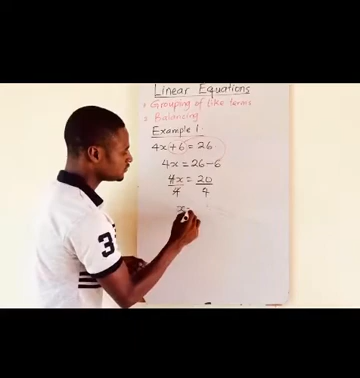 Linear Equations
= Grouping of like terms
= Balancing
Example 1.
4x + 6 = 26
4x = 26 - 6
4x/4 = 20/4
x =
3